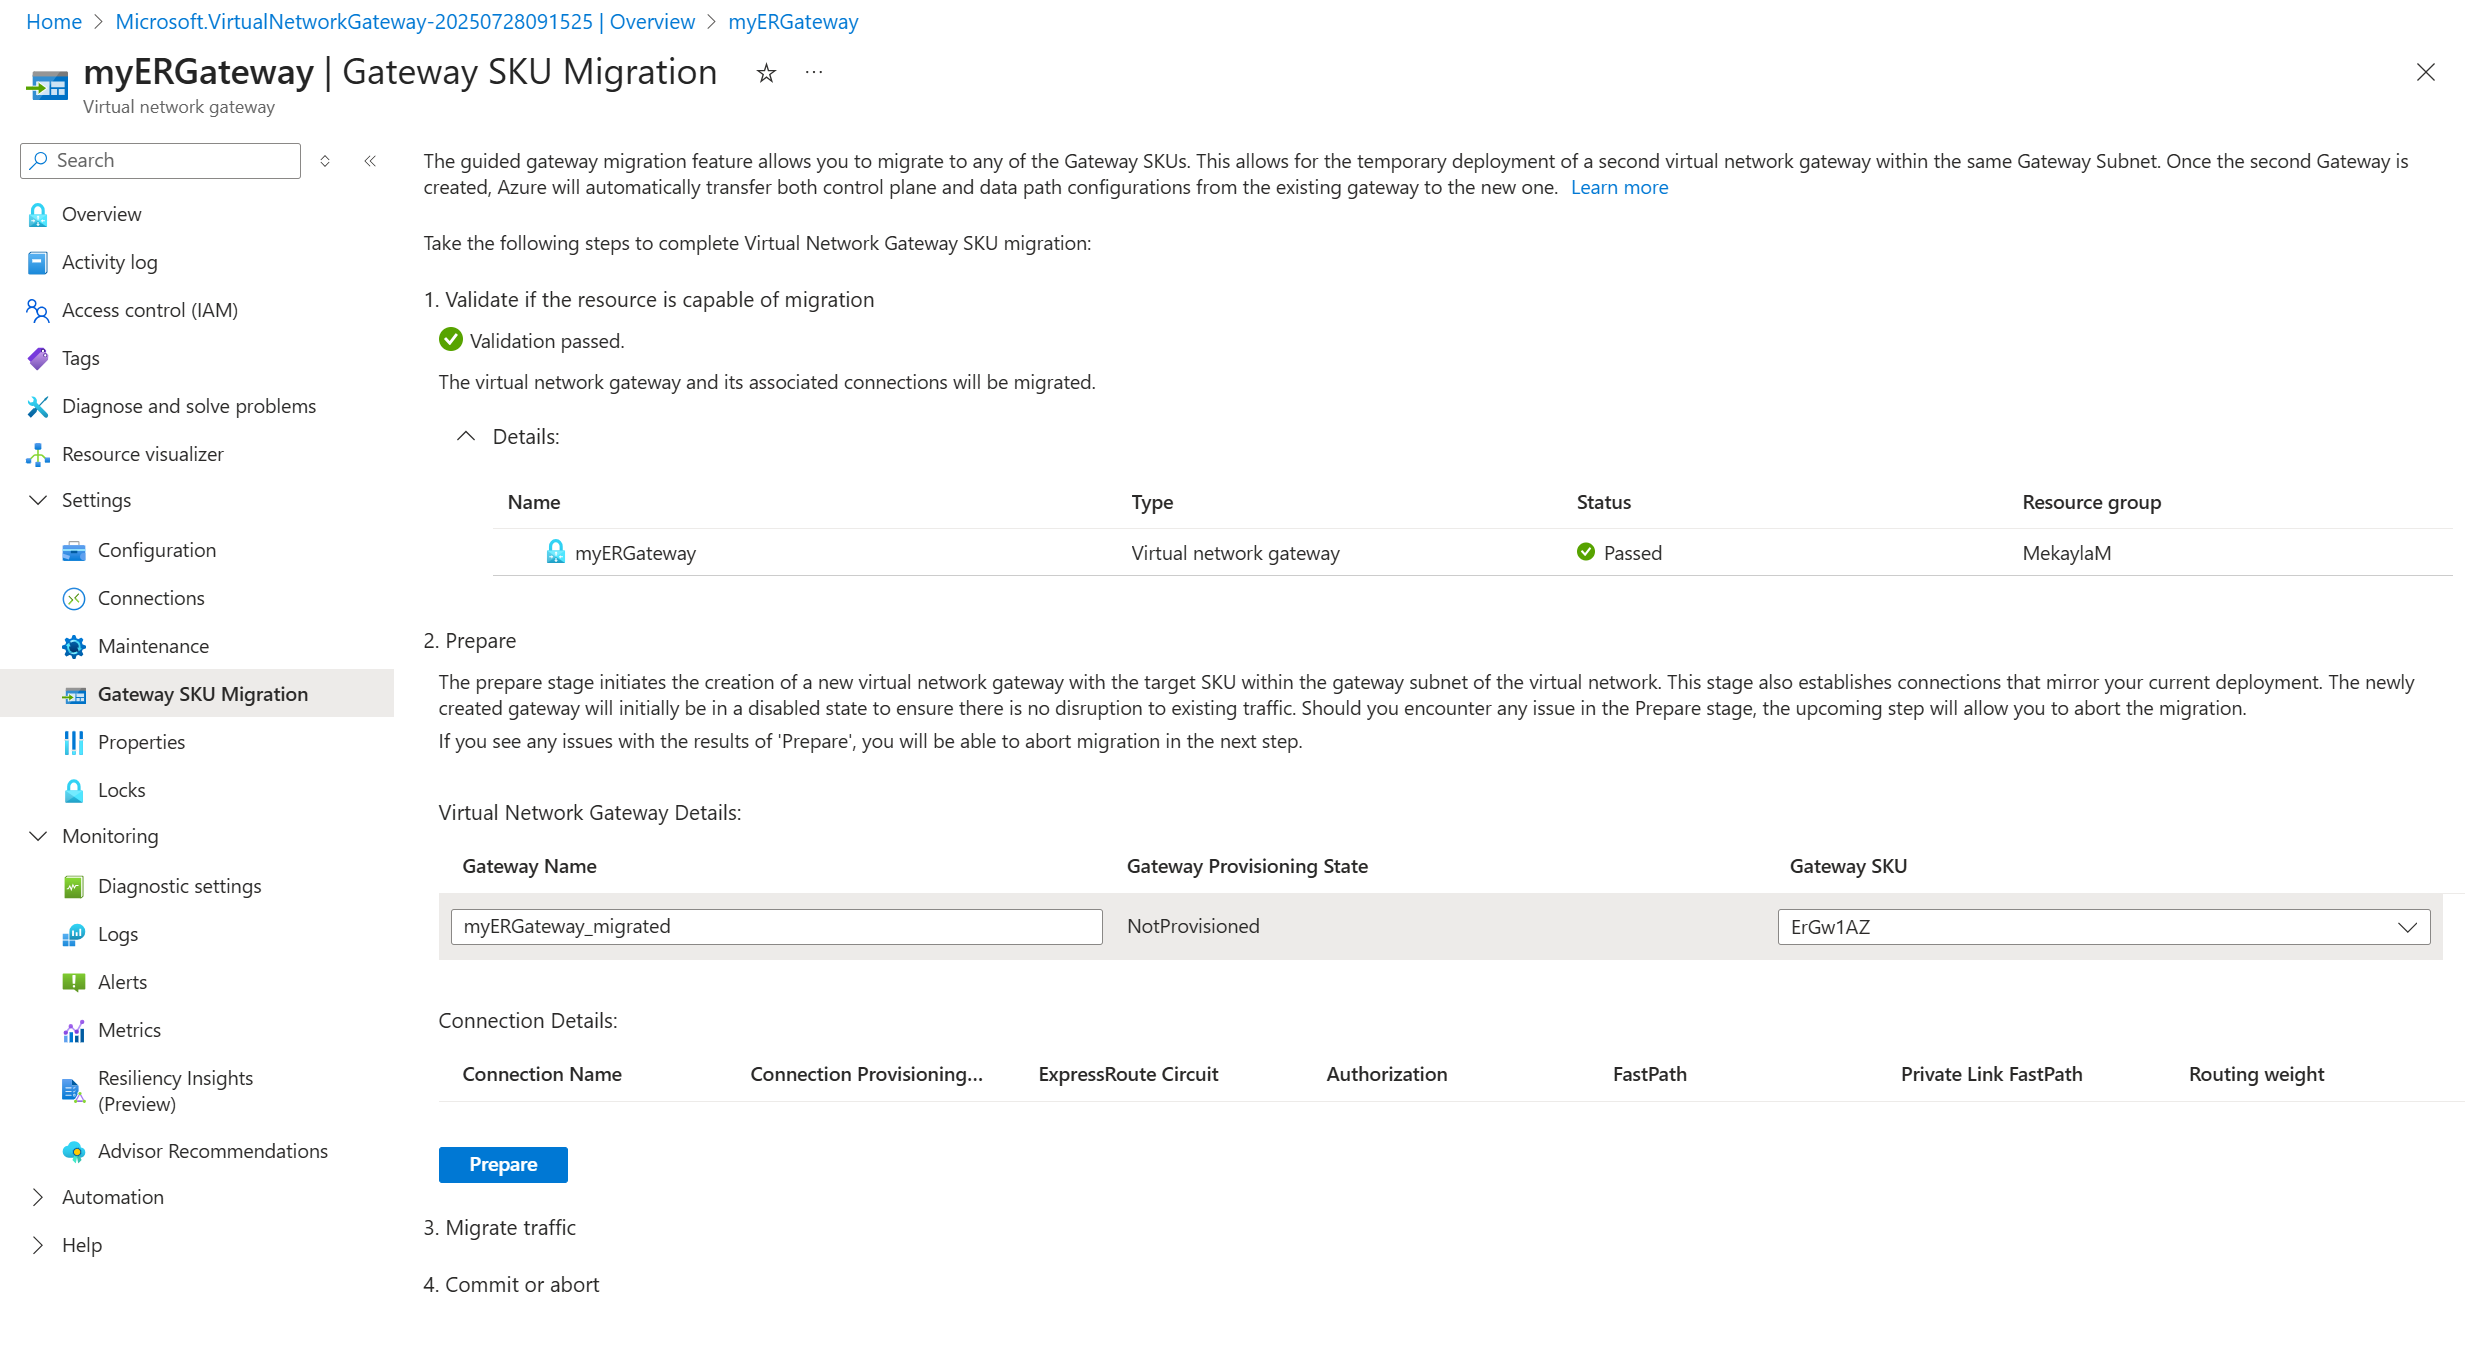 Home > Microsoft.VirtualNetworkGateway-20250728091525 | Overview > myERGateway
myERGateway | Gateway SKU Migration
Virtual network gateway
Search
Overview
Activity log
Access control (IAM)
Tags
Diagnose and solve problems
Resource visualizer
Settings
Configuration
Connections
Maintenance
Gateway SKU Migration
Properties
Locks
Monitoring
Diagnostic settings
Logs
Alerts
Metrics
Resiliency Insights
(Preview)
Advisor Recommendations
Automation
Help
The guided gateway migration feature allows you to migrate to any of the Gateway SKUs. This allows for the temporary deployment of a second virtual network gateway within the same Gateway Subnet. Once the second Gateway is
created, Azure will automatically transfer both control plane and data path configurations from the existing gateway to the new one. Learn more
Take the following steps to complete Virtual Network Gateway SKU migration:
1. Validate if the resource is capable of migration
Validation passed.
The virtual network gateway and its associated connections will be migrated.
Details:
Name Type Status Resource group
myERGateway Virtual network gateway Passed MekaylaM
2. Prepare
The prepare stage initiates the creation of a new virtual network gateway with the target SKU within the gateway subnet of the virtual network. This stage also establishes connections that mirror your current deployment. The newly
created gateway will initially be in a disabled state to ensure there is no disruption to existing traffic. Should you encounter any issue in the Prepare stage, the upcoming step will allow you to abort the migration.
If you see any issues with the results of 'Prepare', you will be able to abort migration in the next step.
Virtual Network Gateway Details:
Gateway Name Gateway Provisioning State Gateway SKU
myERGateway_migrated NotProvisioned ErGw1AZ
Connection Details:
Connection Name Connection Provisioning... ExpressRoute Circuit Authorization FastPath Private Link FastPath Routing weight
Prepare
3. Migrate traffic
4. Commit or abort